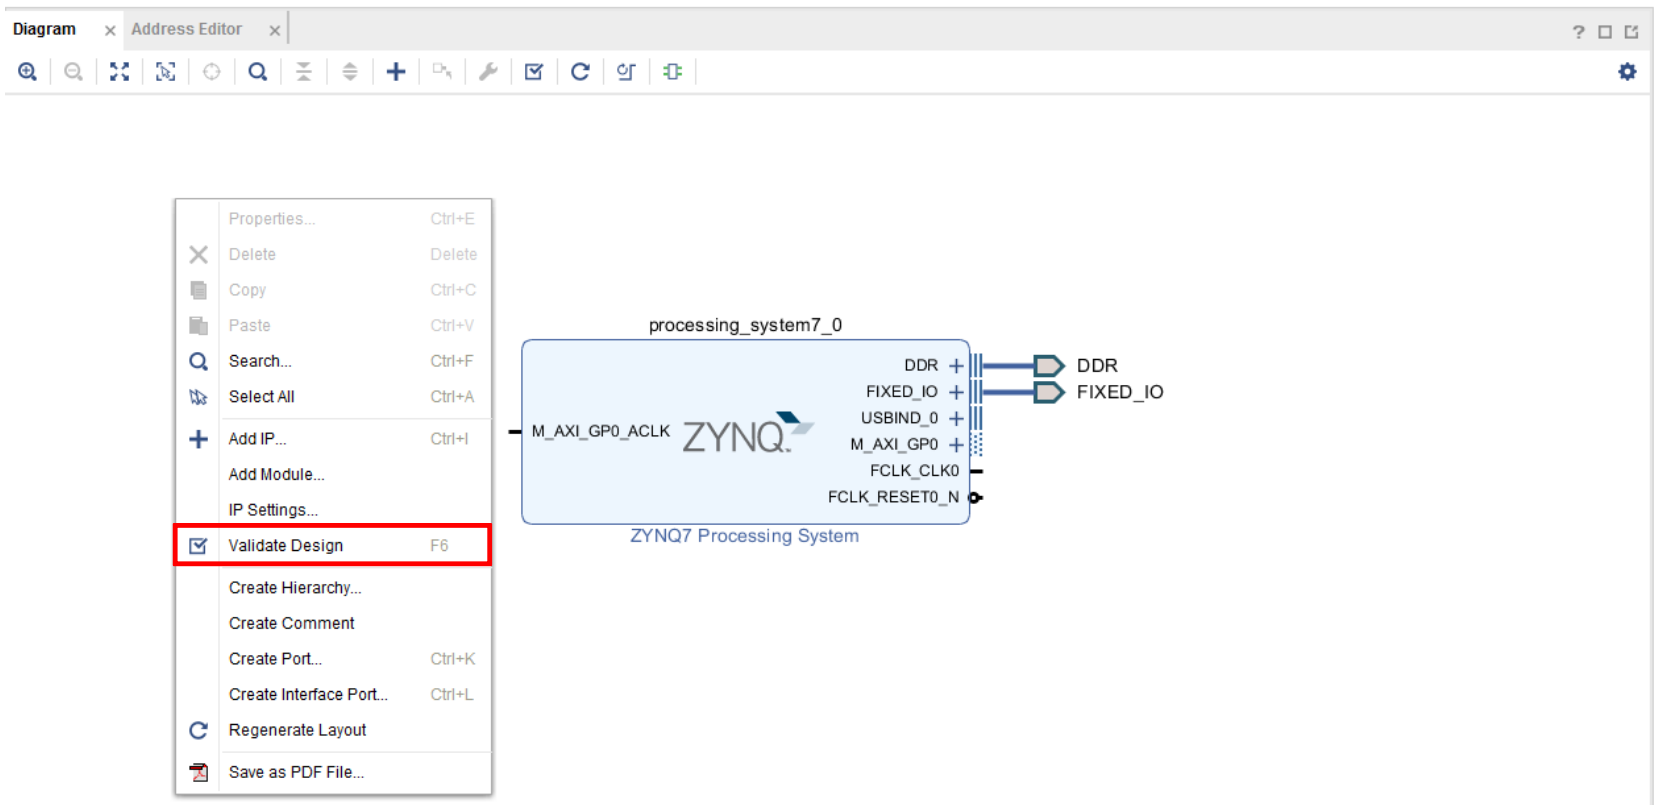 Diagram
Address Editor
Properties... Ctrl+E
Delete Delete
Copy Ctrl+C
Paste Ctrl+V
Search... Ctrl+F
Select All Ctrl+A
Add IP... Ctrl+I
Add Module...
IP Settings...
Validate Design F6
Create Hierarchy...
Create Comment
Create Port... Ctrl+K
Create Interface Port... Ctrl+L
Regenerate Layout
Save as PDF File...
processing_system7_0
M_AXI_GP0_ACLK
ZYNQ
DDR
FIXED_IO
USBIND_0
M_AXI_GP0
FCLK_CLK0
FCLK_RESET0_N
ZYNQ7 Processing System
DDR
FIXED_IO